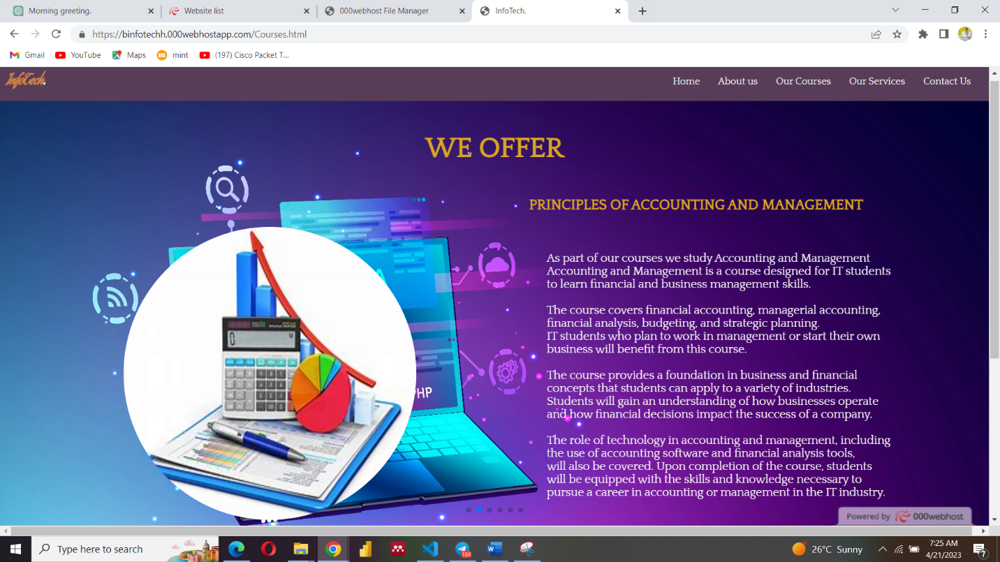 Morning greeting.
Website list
000webhost File Manager
InfoTech.
https://binfotechh.000webhostapp.com/Courses.html
Gmail
YouTube
Maps
mint
(197) Cisco Packet T...
InfoTech.
Home
About us
Our Courses
Our Services
Contact Us
WE OFFER
PRINCIPLES OF ACCOUNTING AND MANAGEMENT
As part of our courses we study Accounting and Management
Accounting and Management is a course designed for IT students
to learn financial and business management skills.
The course covers financial accounting, managerial accounting,
financial analysis, budgeting, and strategic planning.
IT students who plan to work in management or start their own
business will benefit from this course.
The course provides a foundation in business and financial
concepts that students can apply to a variety of industries.
Students will gain an understanding of how businesses operate
and how financial decisions impact the success of a company.
The role of technology in accounting and management, including
the use of accounting software and financial analysis tools,
will also be covered. Upon completion of the course, students
will be equipped with the skills and knowledge necessary to
pursue a career in accounting or management in the IT industry.
PHP
Powered by 000webhost
Type here to search
104
26°C Sunny
7:25 AM
4/21/2023
7